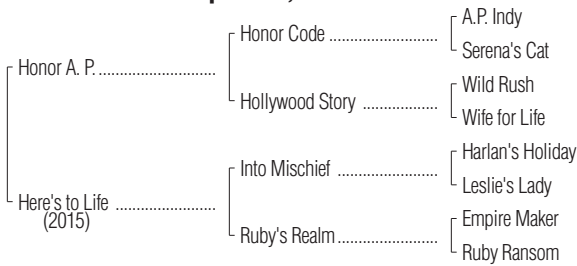 A.P. Indy
Honor Code ......................
Serena's Cat
Honor A. P. .........................
Wild Rush
Hollywood Story ...............
Wife for Life
Harlan's Holiday
Into Mischief ....................
Leslie's Lady
Here's to Life .....................
(2015)
Empire Maker
Ruby's Realm....................
Ruby Ransom